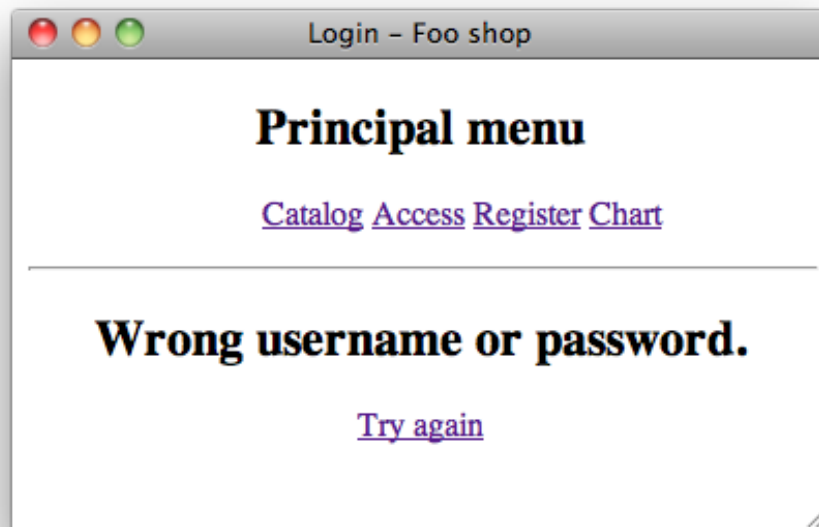 Login – Foo shop
Principal menu
Catalog Access Register Chart
Wrong username or password.
Try again